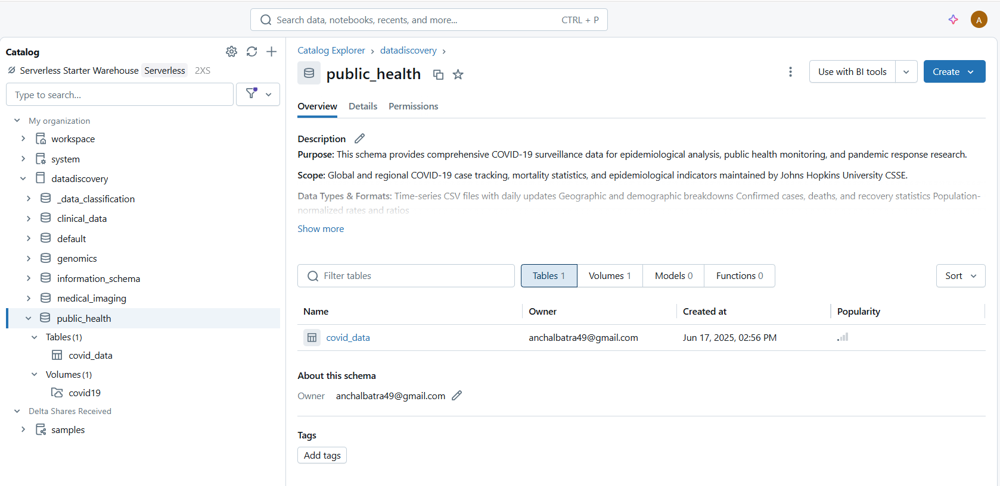 Search data, notebooks, recents, and more...
CTRL + P
A
Catalog
Serverless Starter Warehouse Serverless 2XS
Type to search...
My organization
workspace
system
datadiscovery
_data_classification
clinical_data
default
genomics
information_schema
medical_imaging
public_health
Tables (1)
covid_data
Volumes (1)
covid19
Delta Shares Received
samples
Catalog Explorer > datadiscovery >
public_health
Use with BI tools
Create
Overview Details Permissions
Description
Purpose: This schema provides comprehensive COVID-19 surveillance data for epidemiological analysis, public health monitoring, and pandemic response research.
Scope: Global and regional COVID-19 case tracking, mortality statistics, and epidemiological indicators maintained by Johns Hopkins University CSSE.
Data Types & Formats: Time-series CSV files with daily updates Geographic and demographic breakdowns Confirmed cases, deaths, and recovery statistics Population-
normalized rates and ratios
Show more
Filter tables
Tables 1 Volumes 1 Models 0 Functions 0
Sort
Name Owner Created at Popularity
covid_data anchalbatra49@gmail.com Jun 17, 2025, 02:56 PM
About this schema
Owner anchalbatra49@gmail.com
Tags
Add tags